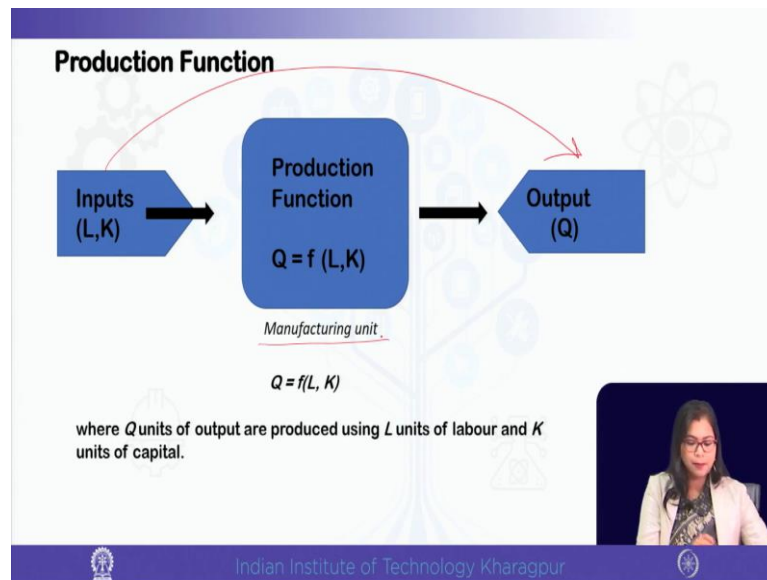 Production Function
Inputs
(L,K)
Production
Function
Q = f (L,K)
Output
(Q)
Manufacturing unit
Q = f(L, K)
where Q units of output are produced using L units of labour and K
units of capital.
Indian Institute of Technology Kharagpur